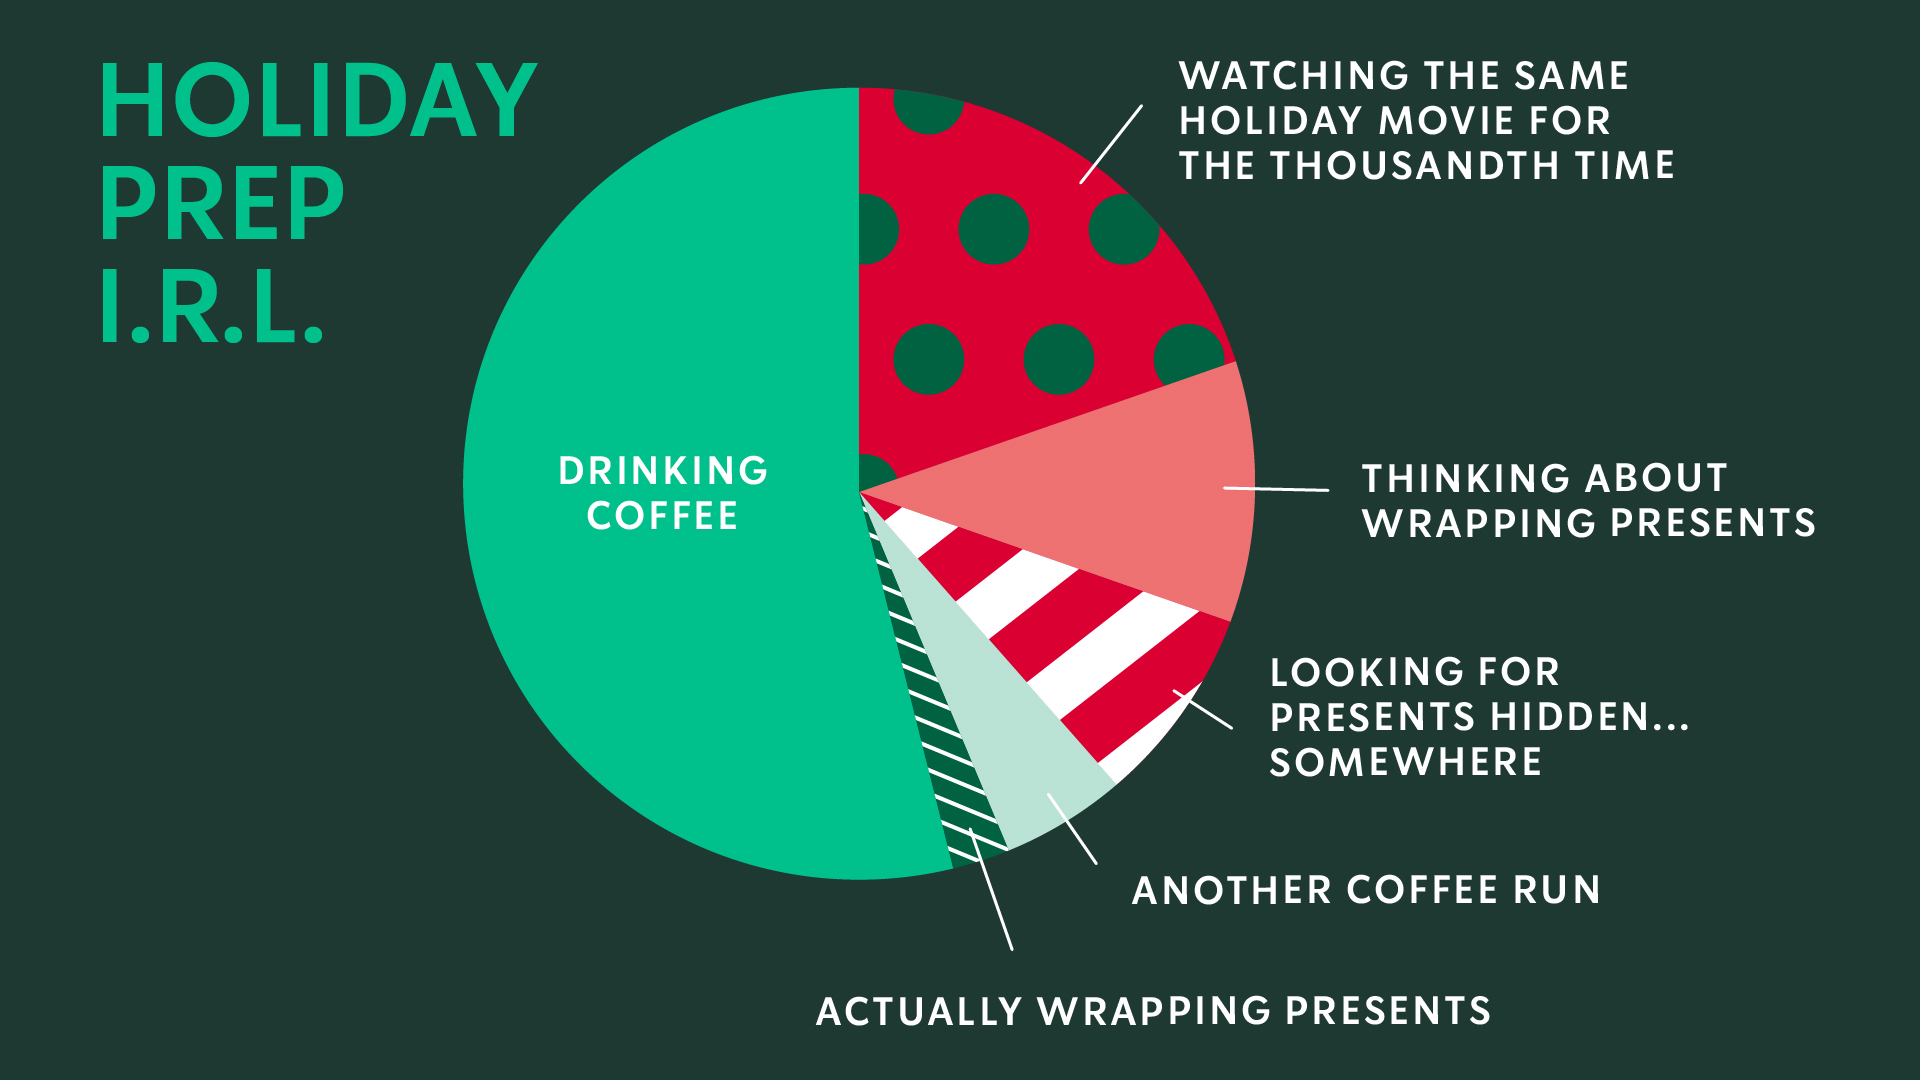 HOLIDAY
PREP
I.R.L.
WATCHING THE SAME
HOLIDAY MOVIE FOR
THE THOUSANDTH TIME
DRINKING
COFFEE
THINKING ABOUT
WRAPPING PRESENTS
LOOKING FOR
PRESENTS HIDDEN...
SOMEWHERE
ANOTHER COFFEE RUN
ACTUALLY WRAPPING PRESENTS